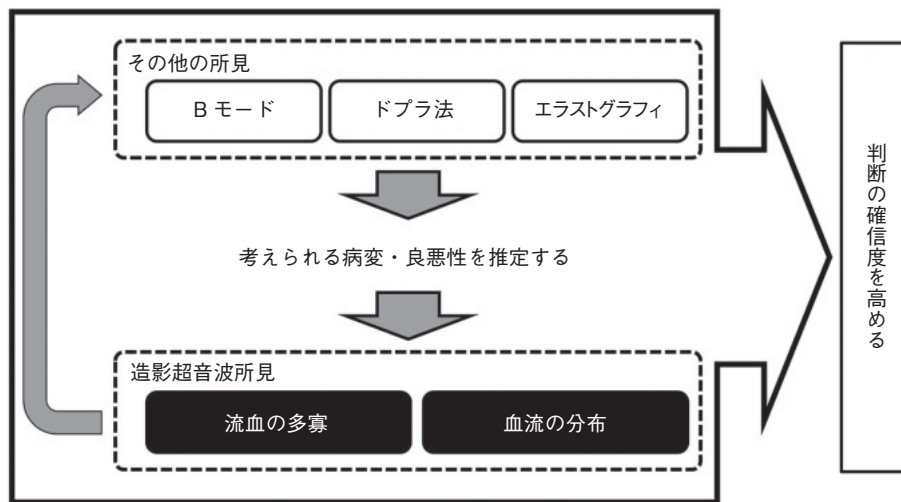 その他の所見
Bモード
ドプラ法
エラストグラフィ
考えられる病変・良悪性を推定する
造影超音波所見
流血の多寡
血流の分布
判断の確信度を高める